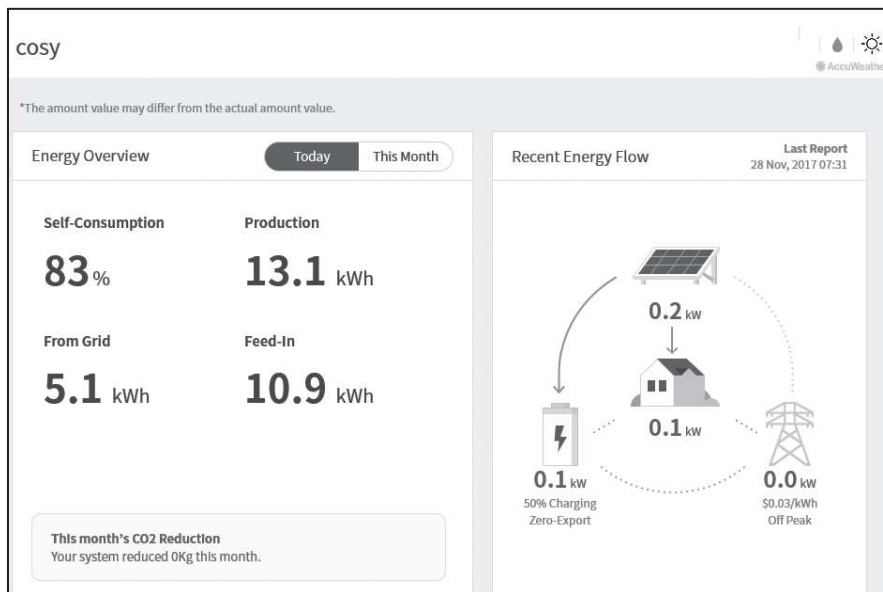 cosy
AccuWeathe
*The amount value may differ from the actual amount value.
Energy Overview
Today
This Month
Self-Consumption
Production
83 %
13.1 kWh
From Grid
Feed-In
5.1 kWh
10.9 kWh
This month's CO2 Reduction
Your system reduced 0Kg this month.
Recent Energy Flow
Last Report
28 Nov, 2017 07:31
0.2 kW
0.1 kW
0.1 kW
50% Charging
Zero-Export
0.0 kW
$0.03/kWh
Off Peak